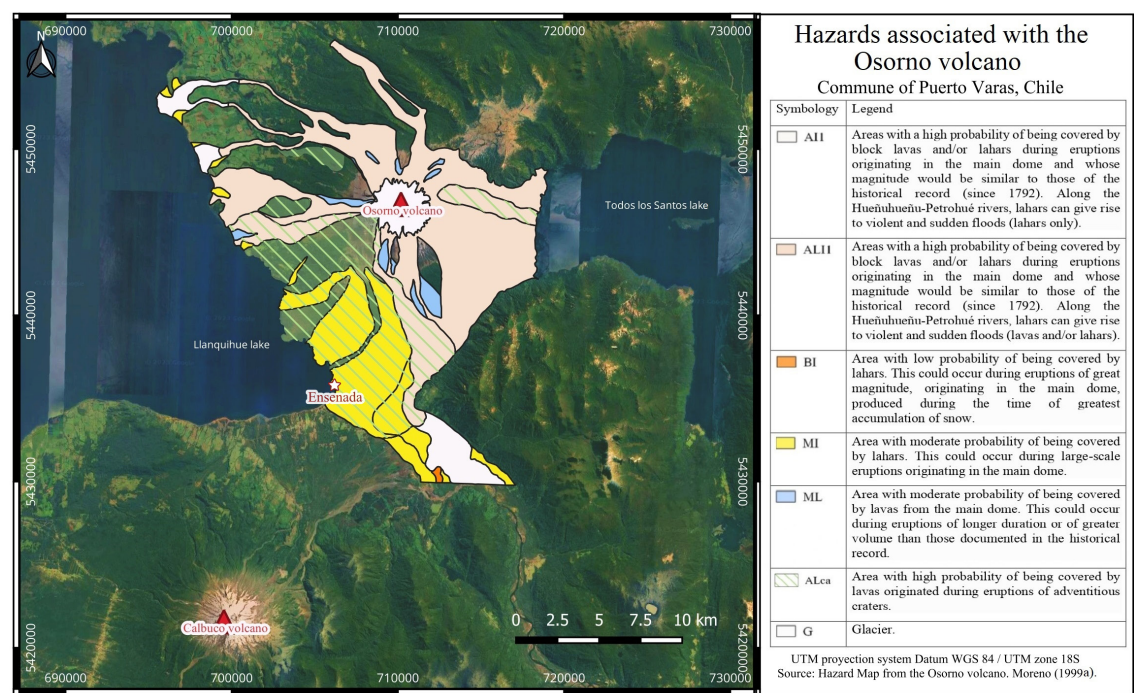 690000
700000
710000
720000
730000
N
5450000
5440000
5430000
5420000
Osorno volcano
Todos los Santos lake
Llanquihue lake
Ensenada
Calbuco volcano
0 2.5 5 7.5 10 km
5450000
5440000
5430000
5420000
690000
700000
710000
720000
730000
Hazards associated with the
Osorno volcano
Commune of Puerto Varas, Chile
Symbology Legend
AI1
Areas with a high probability of being covered by
block lavas and/or lahars during eruptions
originating in the main dome and whose
magnitude would be similar to those of the
historical record (since 1792). Along the
Hueñuhueñu-Petrohué rivers, lahars can give rise
to violent and sudden floods (lahars only).
ALI1
Areas with a high probability of being covered by
block lavas and/or lahars during eruptions
originating in the main dome and whose
magnitude would be similar to those of the
historical record (since 1792). Along the
Hueñuhueñu-Petrohué rivers, lahars can give rise
to violent and sudden floods (lavas and/or lahars).
BI
Area with low probability of being covered by
lahars. This could occur during eruptions of great
magnitude, originating in the main dome,
produced during the time of greatest
accumulation of snow.
MI
Area with moderate probability of being covered
by lahars. This could occur during large-scale
eruptions originating in the main dome.
ML
Area with moderate probability of being covered
by lavas from the main dome. This could occur
during eruptions of longer duration or of greater
volume than those documented in the historical
record.
ALca
Area with high probability of being covered by
lavas originated during eruptions of adventitious
craters.
G
Glacier.
UTM proyection system Datum WGS 84 / UTM zone 18S
Source: Hazard Map from the Osorno volcano. Moreno (1999a).